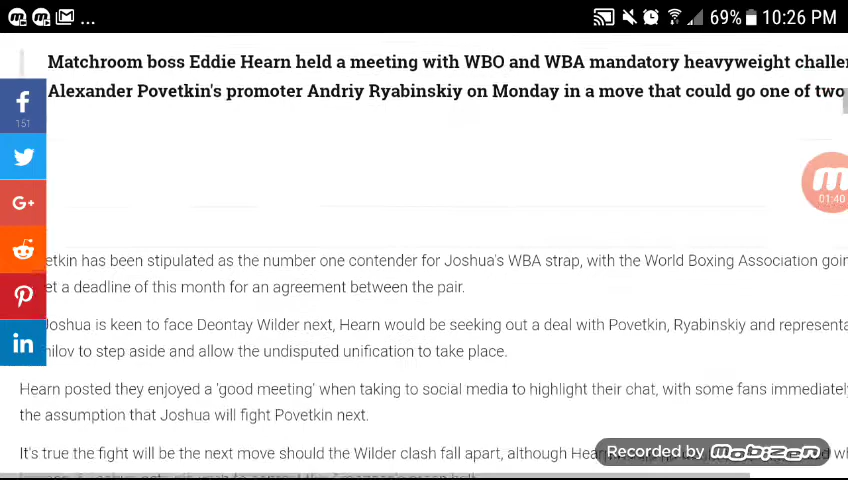 69% 10:26 PM
Matchroom boss Eddie Hearn held a meeting with WBO and WBA mandatory heavyweight challe
Alexander Povetkin's promoter Andriy Ryabinskiy on Monday in a move that could go one of two
151
G+
01:40
etkin has been stipulated as the number one contender for Joshua's WBA strap, with the World Boxing Association goin
et a deadline of this month for an agreement between the pair.
Joshua is keen to face Deontay Wilder next, Hearn would be seeking out a deal with Povetkin, Ryabinskiy and representa
hilov to step aside and allow the undisputed unification to take place.
Hearn posted they enjoyed a 'good meeting' when taking to social media to highlight their chat, with some fans immediately
the assumption that Joshua will fight Povetkin next.
It's true the fight will be the next move should the Wilder clash fall apart, although Hear
Recorded by Mobizen